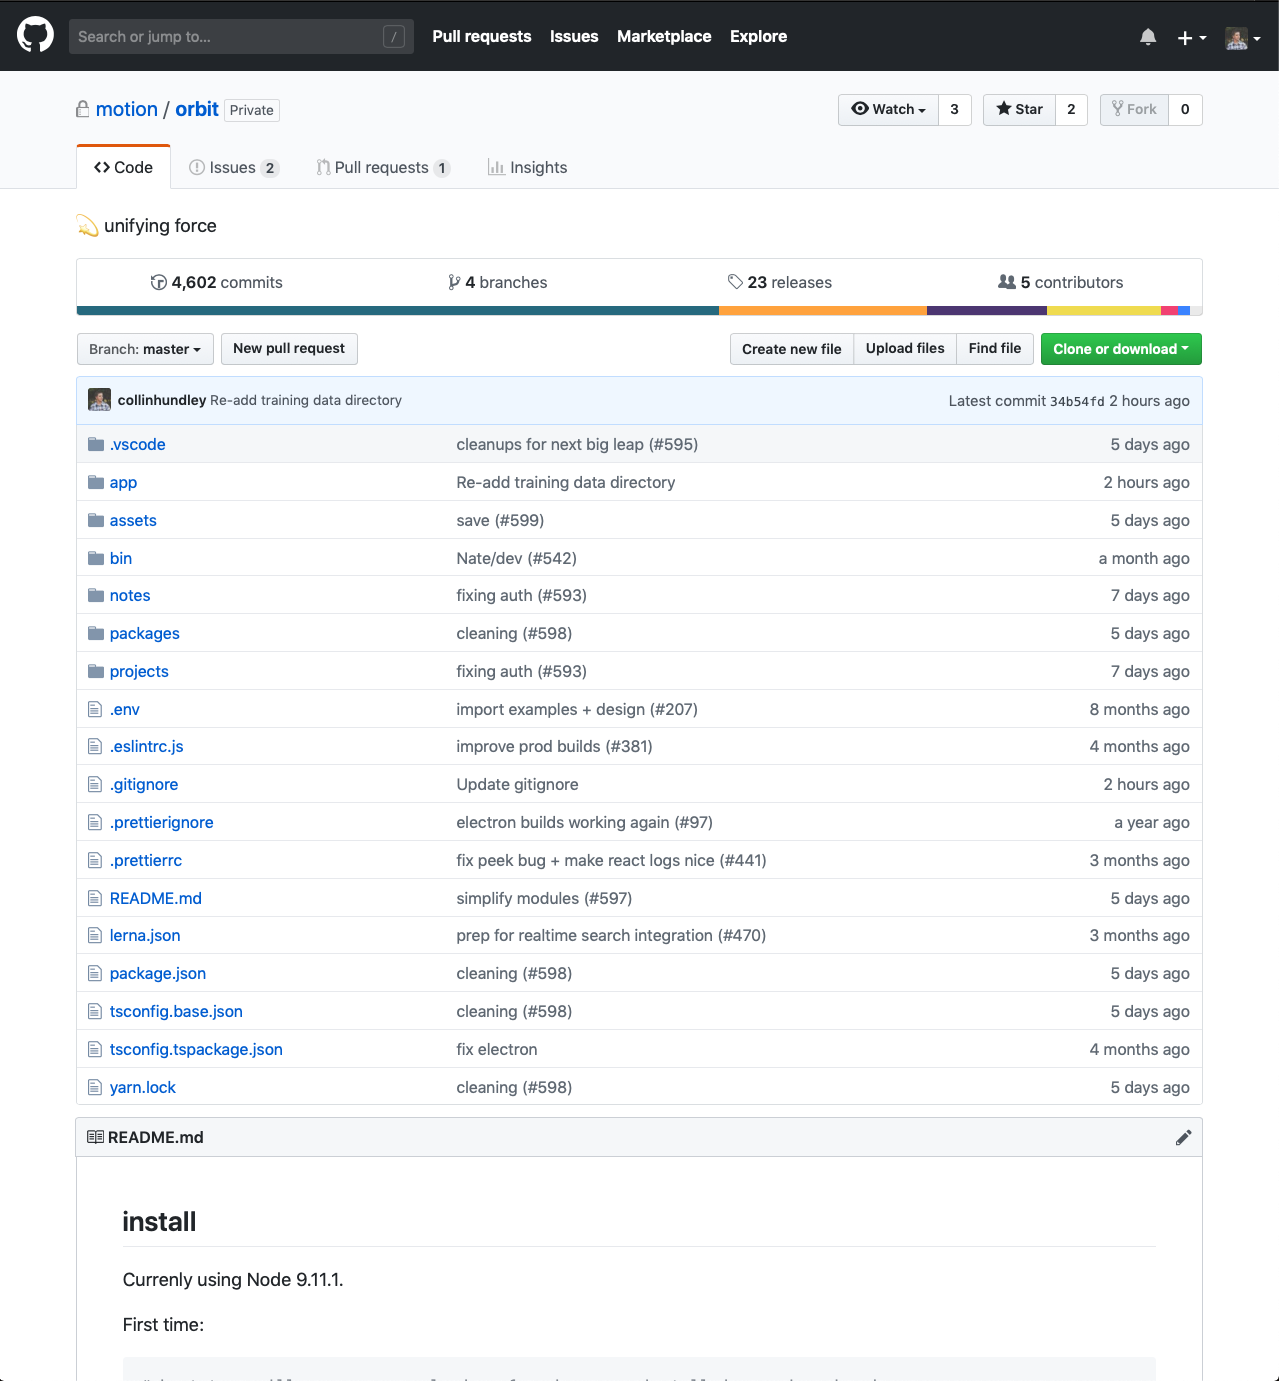 Search or jump to... /
Pull requests Issues Marketplace Explore
motion / orbit Private
Watch 3 Star 2 Fork 0
Code Issues 2 Pull requests 1 Insights
unifying force
4,602 commits 4 branches 23 releases 5 contributors
Branch: master New pull request Create new file Upload files Find file Clone or download
collinhundley Re-add training data directory Latest commit 34b54fd 2 hours ago
.vscode cleanups for next big leap (#595) 5 days ago
app Re-add training data directory 2 hours ago
assets save (#599) 5 days ago
bin Nate/dev (#542) a month ago
notes fixing auth (#593) 7 days ago
packages cleaning (#598) 5 days ago
projects fixing auth (#593) 7 days ago
.env import examples + design (#207) 8 months ago
.eslintrc.js improve prod builds (#381) 4 months ago
.gitignore Update gitignore 2 hours ago
.prettierignore electron builds working again (#97) a year ago
.prettierrc fix peek bug + make react logs nice (#441) 3 months ago
README.md simplify modules (#597) 5 days ago
lerna.json prep for realtime search integration (#470) 3 months ago
package.json cleaning (#598) 5 days ago
tsconfig.base.json cleaning (#598) 5 days ago
tsconfig.tspackage.json fix electron 4 months ago
yarn.lock cleaning (#598) 5 days ago
README.md
install
Currenly using Node 9.11.1.
First time: